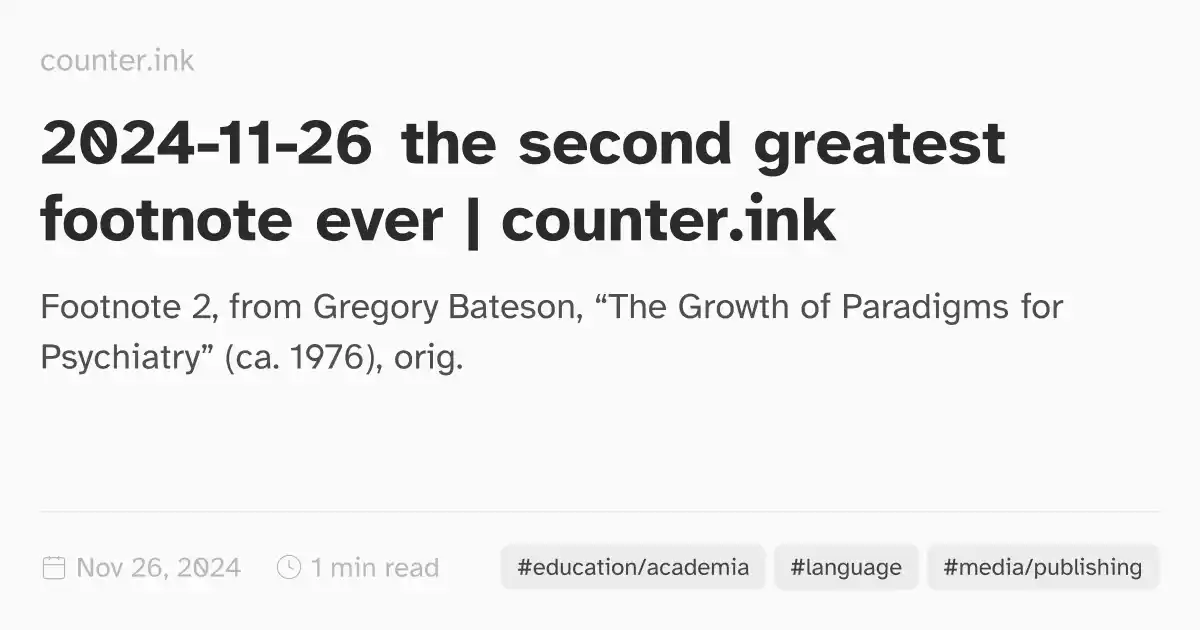 counter.ink
2024-11-26 the second greatest
footnote ever | counter.ink
Footnote 2, from Gregory Bateson, “The Growth of Paradigms for
Psychiatry” (ca. 1976), orig.
Nov 26, 2024 1 min read #education/academia #language #media/publishing